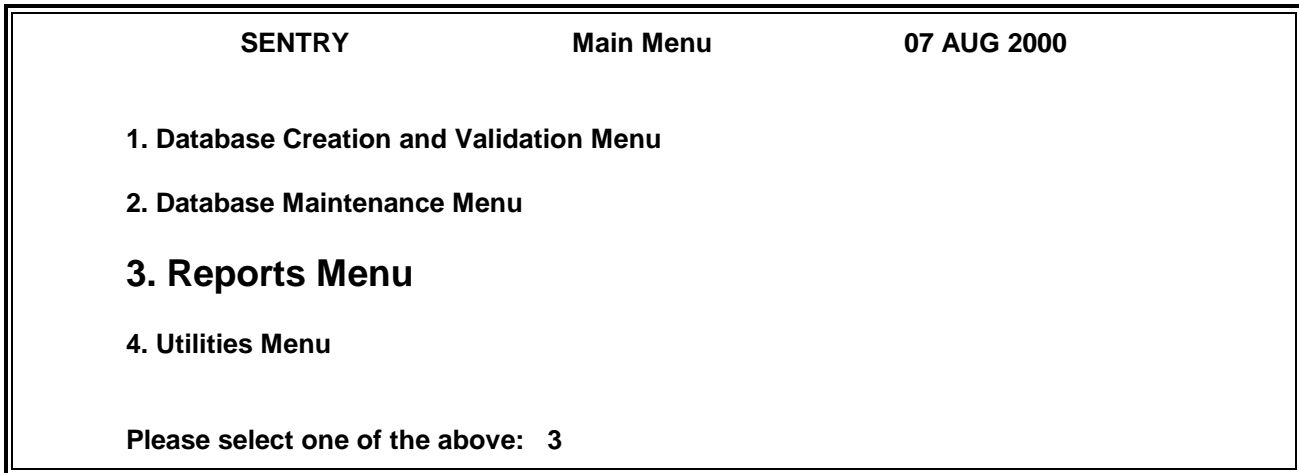 SENTRY Main Menu 07 AUG 2000
1. Database Creation and Validation Menu
2. Database Maintenance Menu
3. Reports Menu
4. Utilities Menu
Please select one of the above: 3